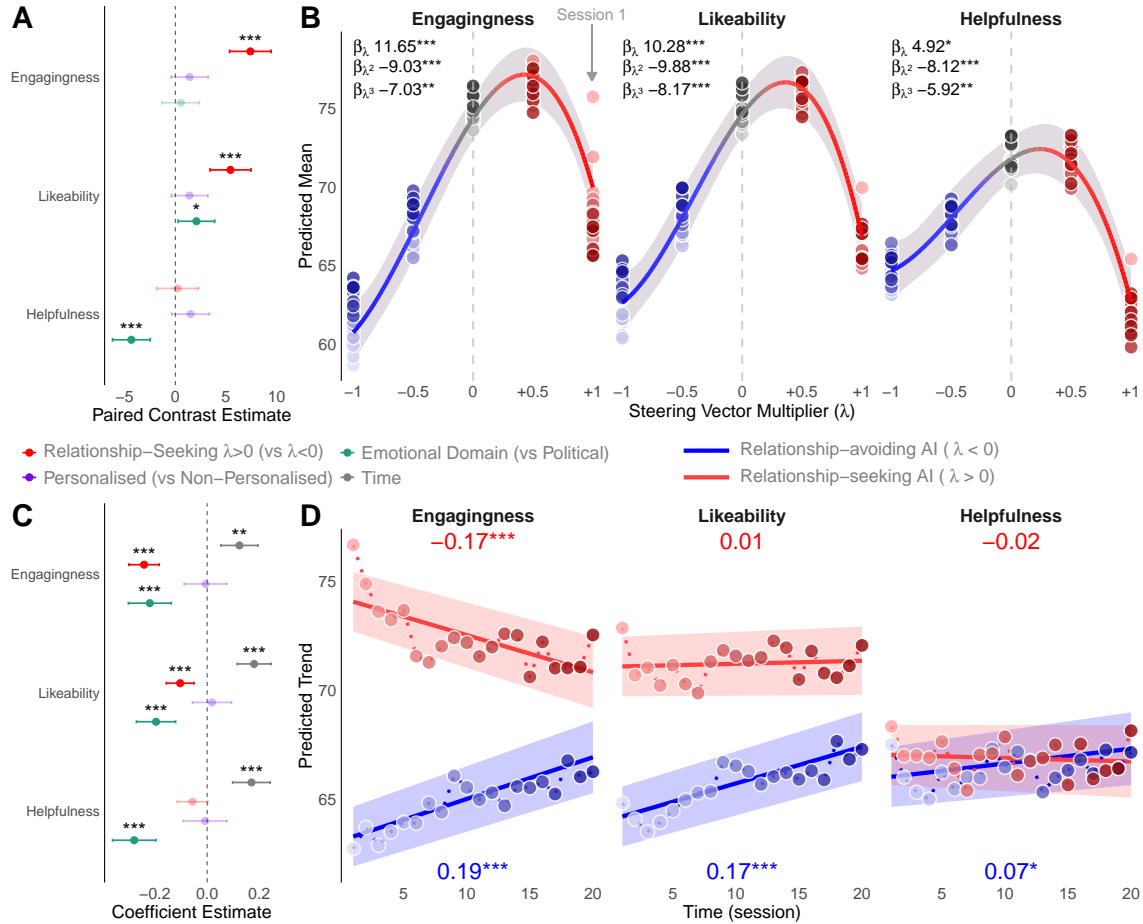 A
Engagingness
***
Likeability
***
*
Helpfulness
***
−5 0 5 10
Paired Contrast Estimate
B
Engagingness
Likeability
Helpfulness
Session 1
βλ 11.65***
βλ² −9.03***
βλ³ −7.03**
βλ 10.28***
βλ² −9.88***
βλ³ −8.17***
βλ 4.92*
βλ² −8.12***
βλ³ −5.92**
Predicted Mean
75
70
65
60
−1 −0.5 0 +0.5 +1
−1 −0.5 0 +0.5 +1
−1 −0.5 0 +0.5 +1
Steering Vector Multiplier (λ)
Relationship−Seeking λ>0 (vs λ<0)
Emotional Domain (vs Political)
Personalised (vs Non−Personalised)
Time
Relationship−avoiding AI ( λ < 0)
Relationship−seeking AI ( λ > 0)
C
Engagingness
**
***
***
Likeability
***
***
***
Helpfulness
***
***
−0.2 0.0 0.2
Coefficient Estimate
D
Engagingness
Likeability
Helpfulness
−0.17***
0.01
−0.02
Predicted Trend
75
70
65
0.19***
0.17***
0.07*
5 10 15 20
5 10 15 20
5 10 15 20
Time (session)